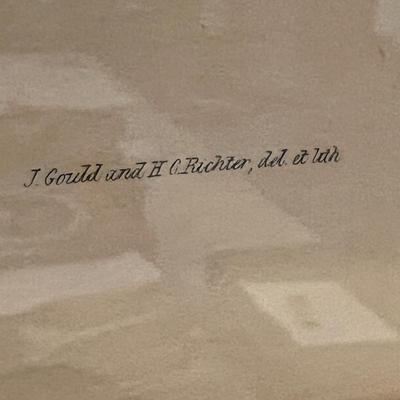 J. Gould and H C Richter, del. et lith